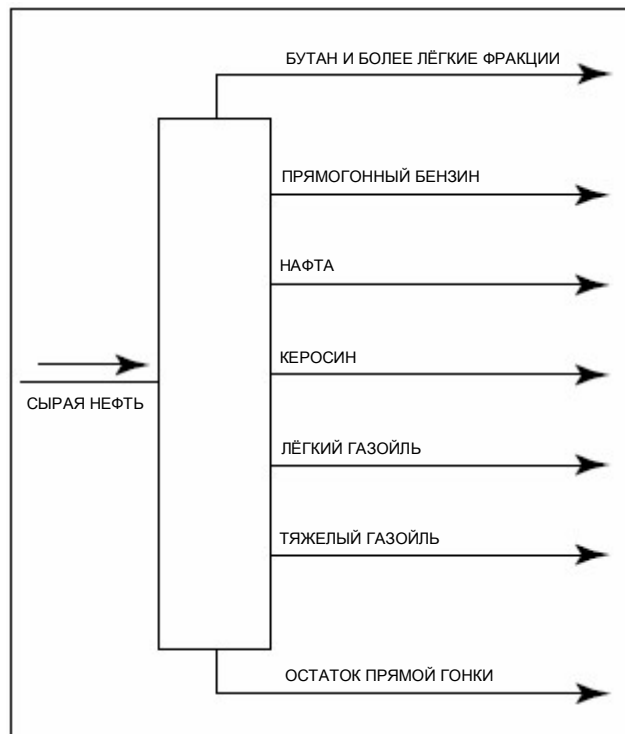 БУТАН И БОЛЕЕ ЛЁГКИЕ ФРАКЦИИ
ПРЯМОГОННЫЙ БЕНЗИН
НАФТА
КЕРОСИН
СЫРАЯ НЕФТЬ
ЛЁГКИЙ ГАЗОЙЛЬ
ТЯЖЕЛЫЙ ГАЗОЙЛЬ
ОСТАТОК ПРЯМОЙ ГОНКИ